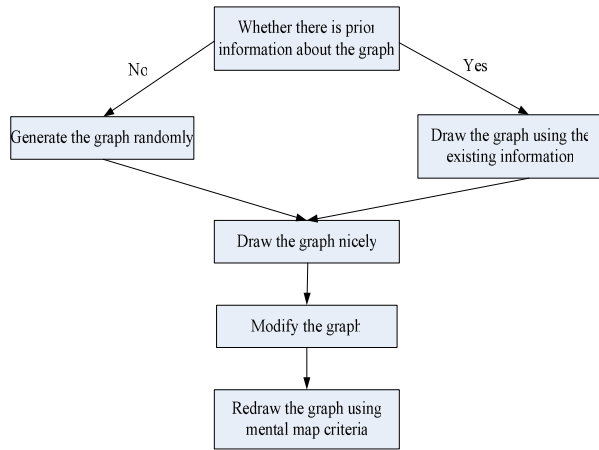 Whether there is prior
information about the graph
No
Yes
Generate the graph randomly
Draw the graph using the
existing information
Draw the graph nicely
Modify the graph
Redraw the graph using
mental map criteria